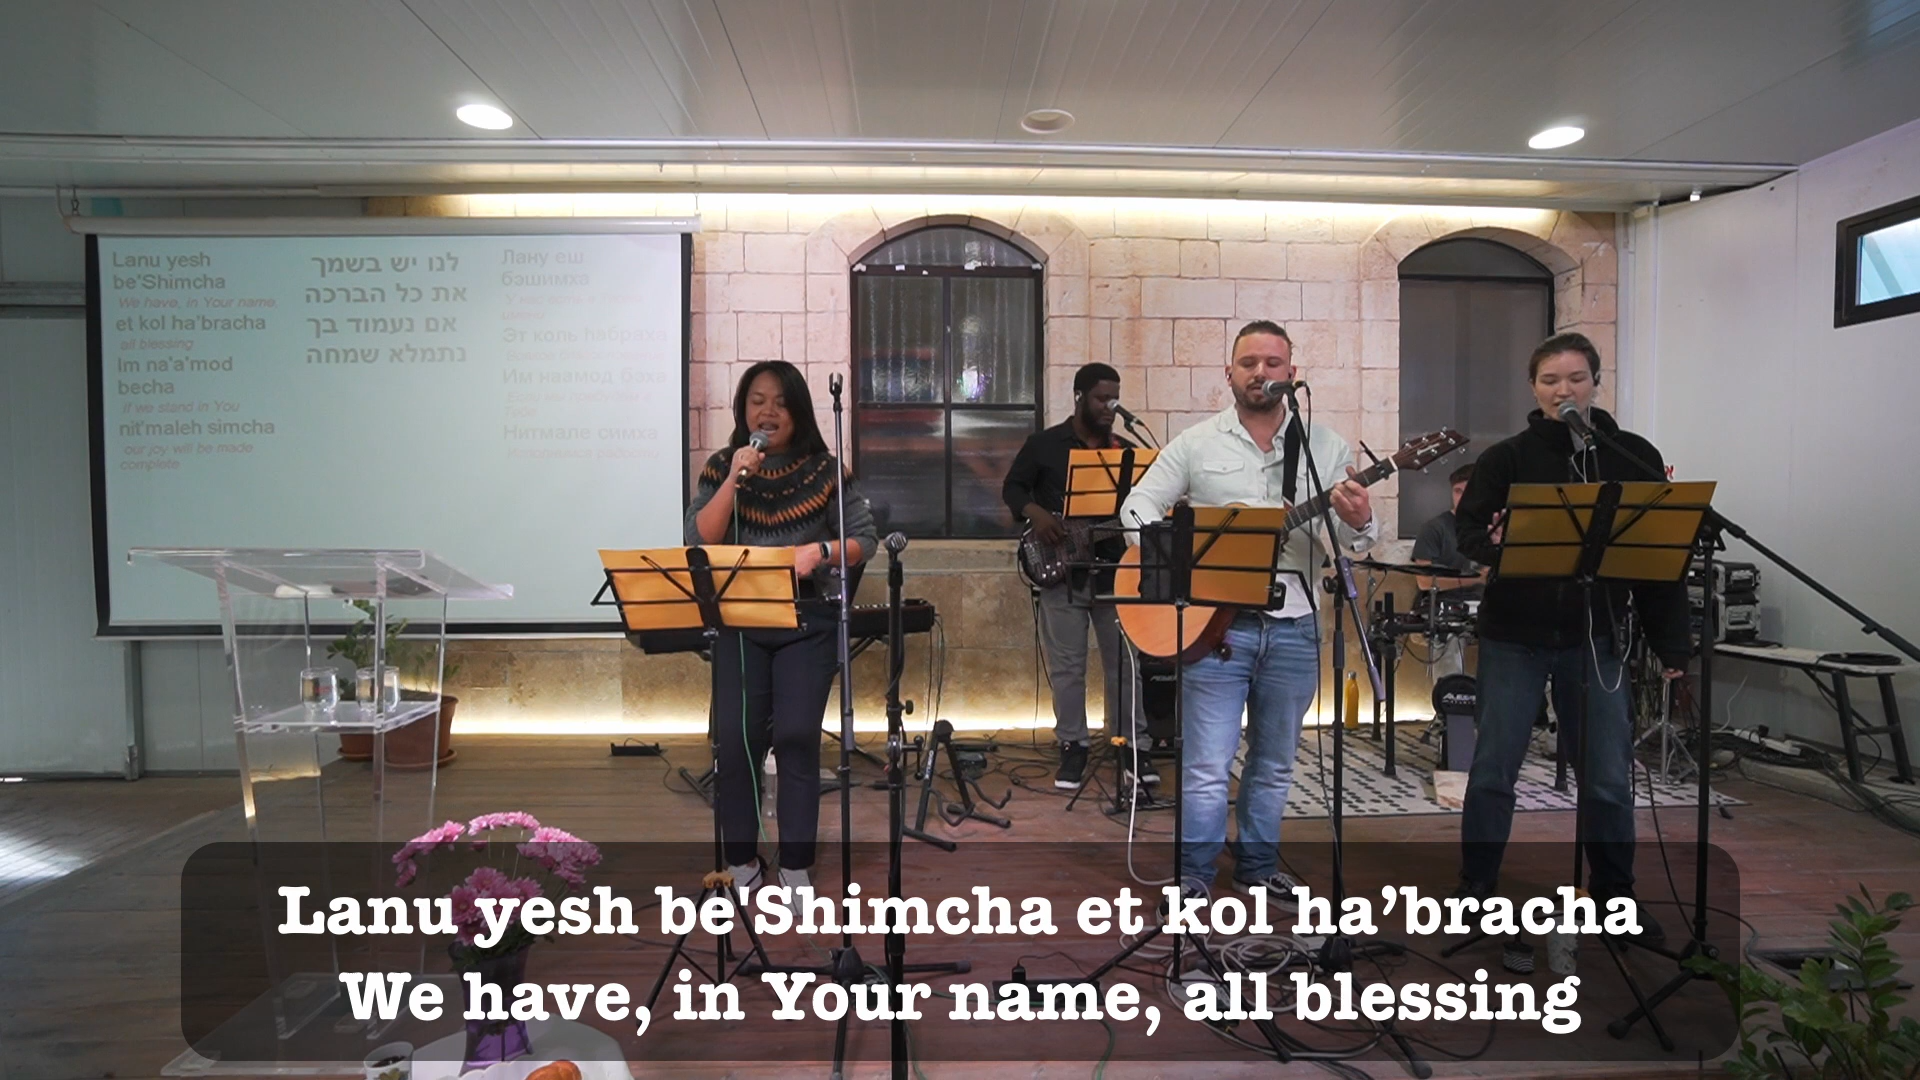 Lanu yesh
be'Shimcha
We have, in Your name,
et kol ha'bracha
all blessing
Im na'a'mod
becha
If we stand in You
nit'maleh simcha
our joy will be made
complete
לנו יש בשמך
את כל הברכה
אם נעמוד בך
נתמלא שמחה
Лану еш
бэшимха
Эт коль һабраха
Им наамод бэха
Нитмале симха
Lanu yesh be'Shimcha et kol ha’bracha
We have, in Your name, all blessing